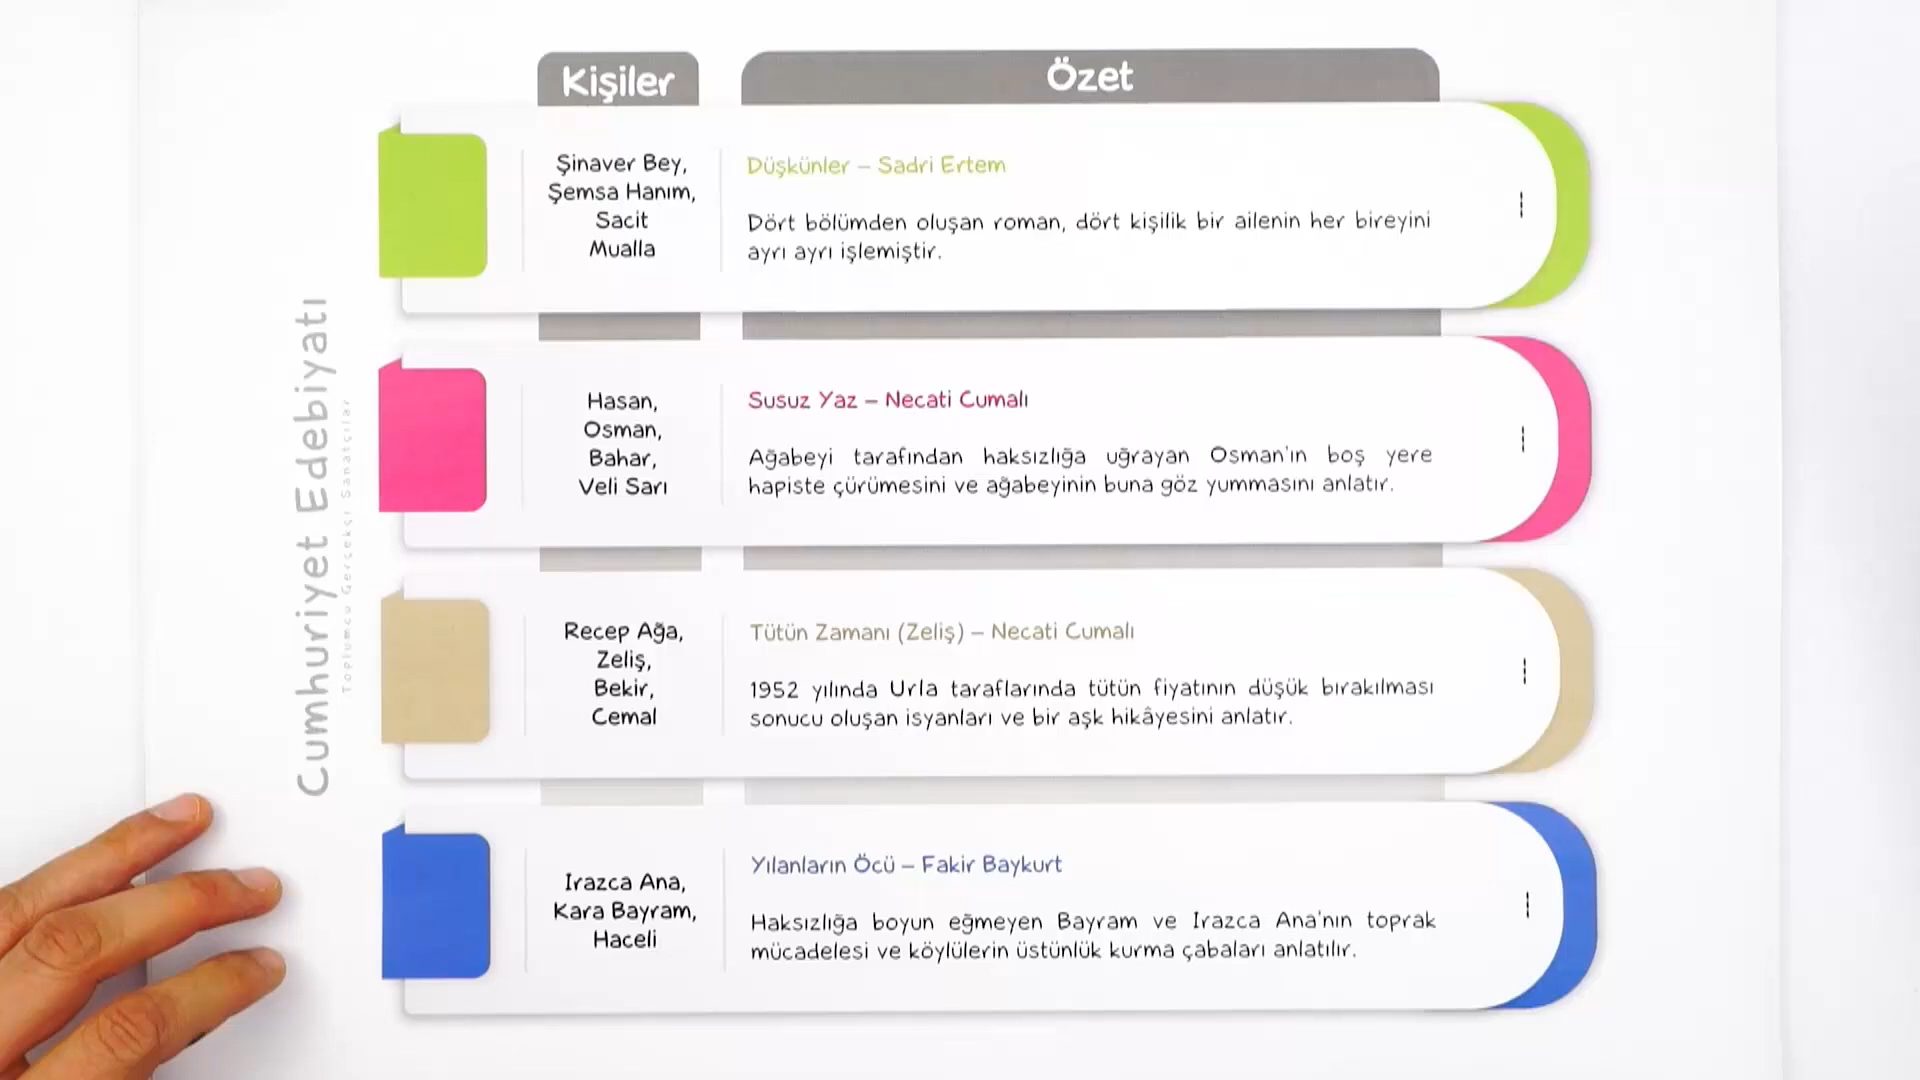 Kişiler
Özet
Şinaver Bey,
Şemsa Hanım,
Sacit
Mualla
Düşkünler – Sadri Ertem
Dört bölümden oluşan roman, dört kişilik bir ailenin her bireyini
ayrı ayrı işlemiştir.
Hasan,
Osman,
Bahar,
Veli Sarı
Susuz Yaz – Necati Cumalı
Ağabeyi tarafından haksızlığa uğrayan Osman'ın boş yere
hapiste çürümesini ve ağabeyinin buna göz yummasını anlatır.
Recep Ağa,
Zeliş,
Bekir,
Cemal
Tütün Zamanı (Zeliş) – Necati Cumalı
1952 yılında Urla taraflarında tütün fiyatının düşük bırakılması
sonucu oluşan isyanları ve bir aşk hikâyesini anlatır.
Irazca Ana,
Kara Bayram,
Haceli
Yılanların Öcü – Fakir Baykurt
Haksızlığa boyun eğmeyen Bayram ve Irazca Ana'nın toprak
mücadelesi ve köylülerin üstünlük kurma çabaları anlatılır.
Cumhuriyet Edebiyatı
Toplumcu Gerçekçi Sanatçılar